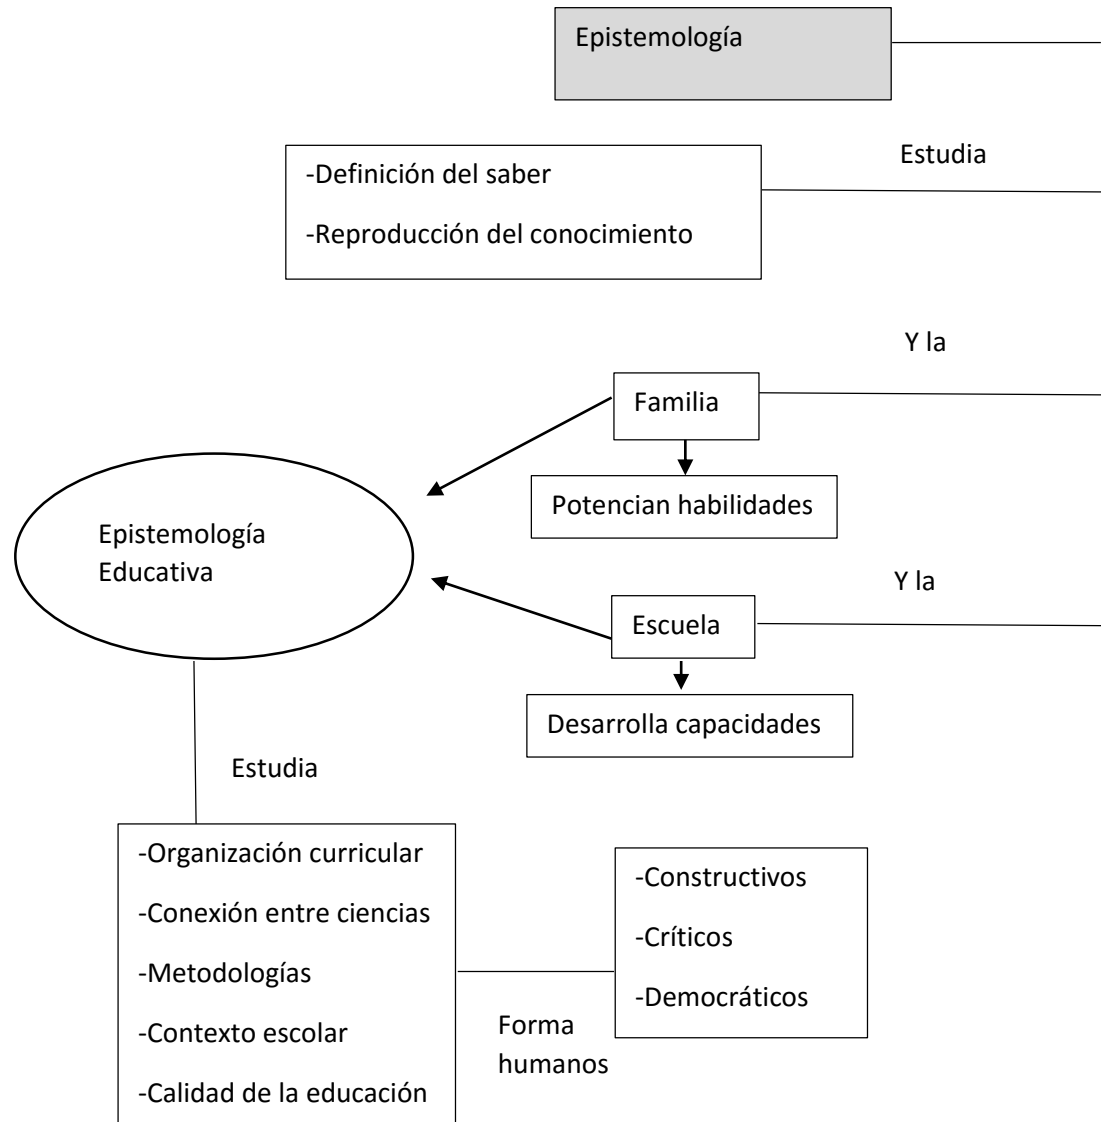 Epistemología
Estudia
-Definición del saber
-Reproducción del conocimiento
Y la
Familia
Potencian habilidades
Epistemología
Educativa
Y la
Escuela
Desarrolla capacidades
Estudia
-Organización curricular
-Conexión entre ciencias
-Metodologías
-Contexto escolar
-Calidad de la educación
Forma
humanos
-Constructivos
-Críticos
-Democráticos